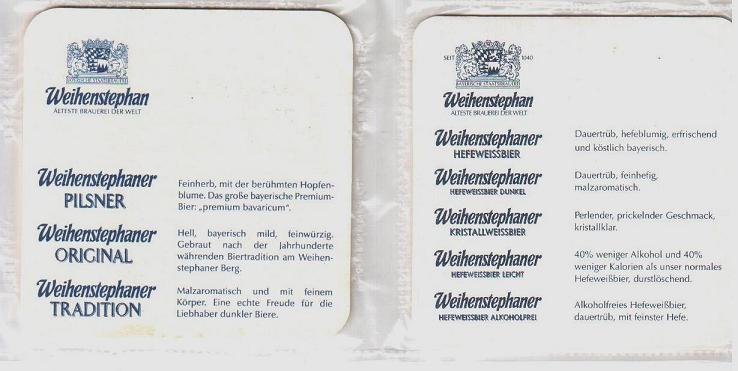 BAYERISCHE STAATSBRAUEREI
Weihenstephan
ÄLTESTE BRAUEREI DER WELT
Weihenstephaner
PILSNER
Feinherb, mit der berühmten Hopfen-
blume. Das große bayerische Premium-
Bier: „premium bavaricum".
Weihenstephaner
ORIGINAL
Hell, bayerisch mild, feinwürzig.
Gebraut nach der Jahrhunderte
währenden Biertradition am Weihen-
stephaner Berg.
Weihenstephaner
TRADITION
Malzaromatisch und mit feinem
Körper. Eine echte Freude für die
Liebhaber dunkler Biere.
SEIT 1040
BAYERISCHE STAATSBRAUEREI
Weihenstephan
ÄLTESTE BRAUEREI DER WELT
Weihenstephaner
HEFEWEISSBIER
Dauertrüb, hefeblumig, erfrischend
und köstlich bayerisch.
Weihenstephaner
HEFEWEISSBIER DUNKEL
Dauertrüb, feinhefig,
malzaromatisch.
Weihenstephaner
KRISTALLWEISSBIER
Perlender, prickelnder Geschmack,
kristallklar.
Weihenstephaner
HEFEWEISSBIER LEICHT
40% weniger Alkohol und 40%
weniger Kalorien als unser normales
Hefeweißbier, durstlöschend.
Weihenstephaner
HEFEWEISSBIER ALKOHOLFREI
Alkoholfreies Hefeweißbier,
dauertrüb, mit feinster Hefe.